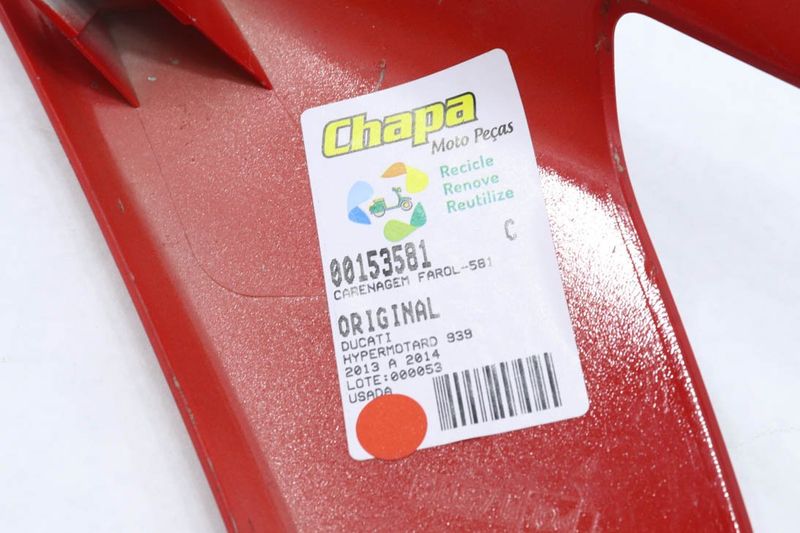 Chapa
Moto Peças
Recicle
Renove
Reutilize
00153581 C
CARENAGEM FAROL-581
ORIGINAL
DUCATI
HYPERMOTARD 939
2013 A 2014
LOTE:000053
USADA